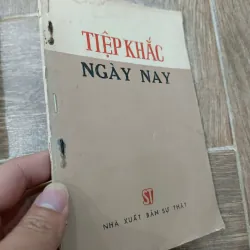 TIỆP KHẮC
NGÀY NAY
ST
NHÀ XUẤT BẢN SỰ THẬT